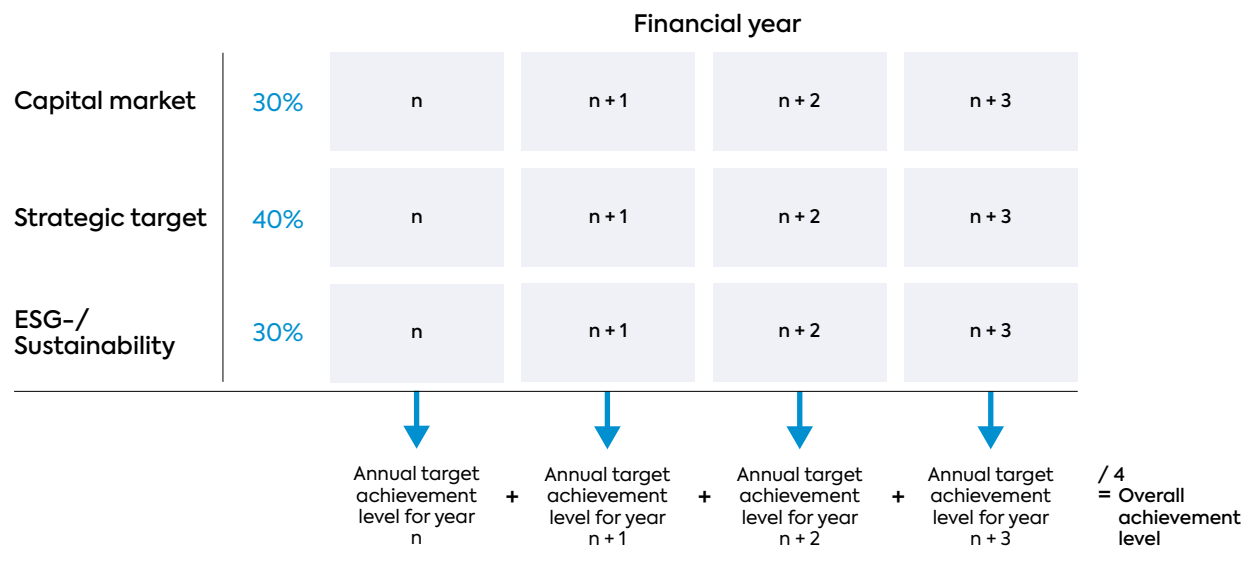 Financial year
Capital market 30% n n + 1 n + 2 n + 3
Strategic target 40% n n + 1 n + 2 n + 3
ESG-/
Sustainability 30% n n + 1 n + 2 n + 3
Annual target
achievement
level for year
n
+
Annual target
achievement
level for year
n + 1
+
Annual target
achievement
level for year
n + 2
+
Annual target
achievement
level for year
n + 3
/ 4
= Overall
achievement
level